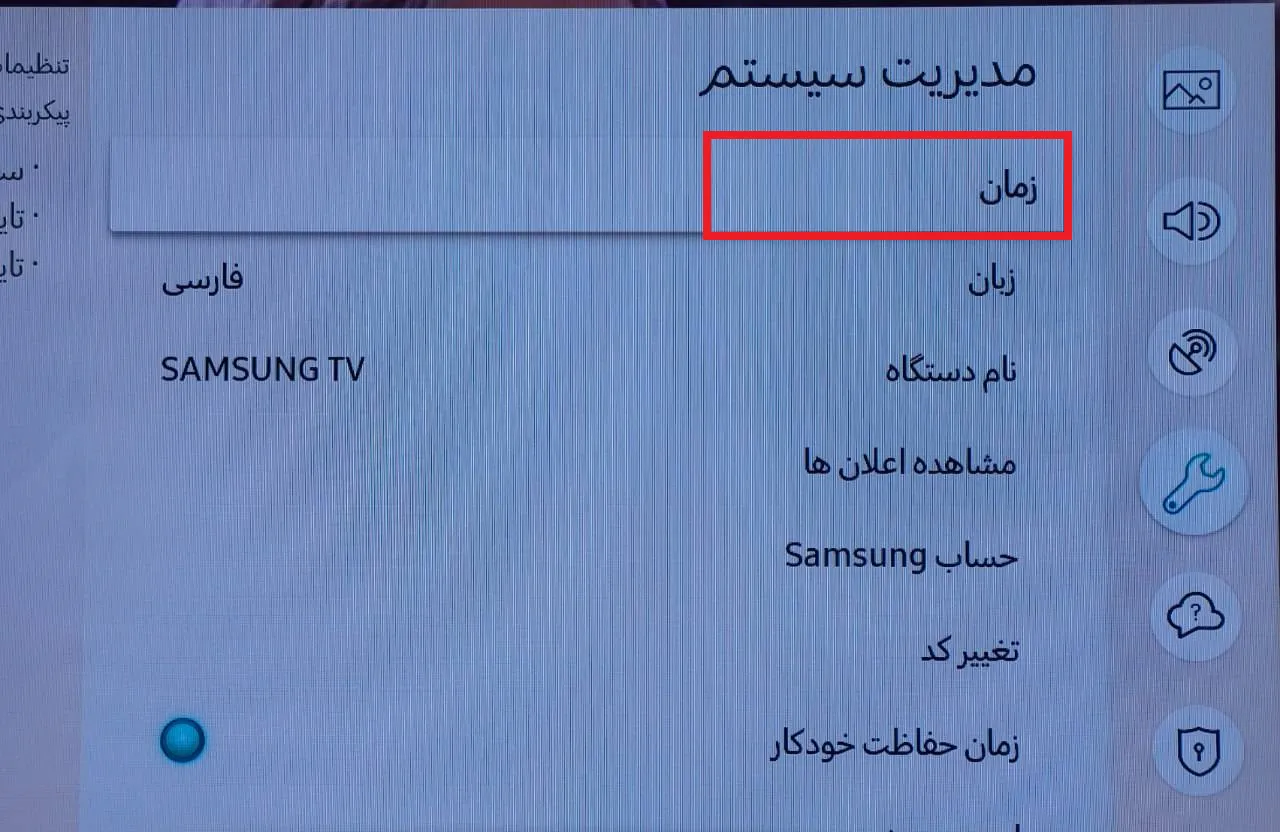 مدیریت سیستم
زمان
زبان فارسی
نام دستگاه SAMSUNG TV
مشاهده اعلان ها
حساب Samsung
تغییر کد
زمان حفاظت خودکار